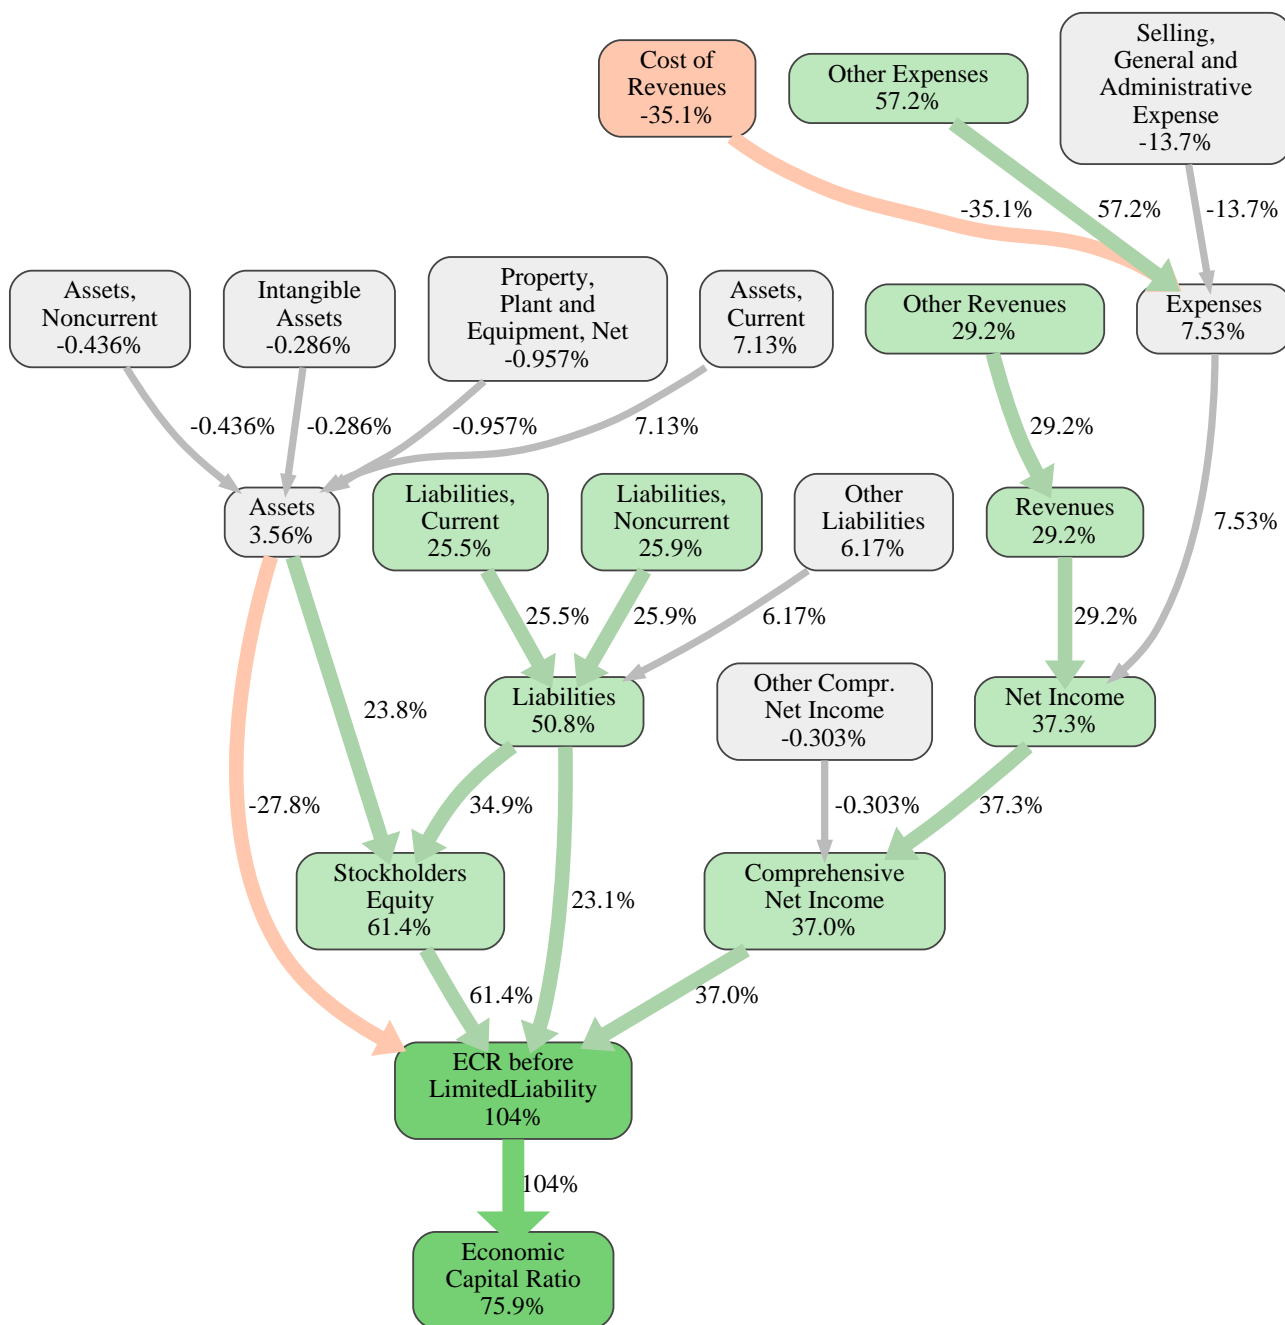 Cost of
Revenues
-35.1%
Other Expenses
57.2%
Selling,
General and
Administrative
Expense
-13.7%
-35.1%
57.2%
-13.7%
Assets,
Noncurrent
-0.436%
Intangible
Assets
-0.286%
Property,
Plant and
Equipment, Net
-0.957%
Assets,
Current
7.13%
Other Revenues
29.2%
Expenses
7.53%
-0.436%
-0.286%
-0.957%
7.13%
29.2%
Assets
3.56%
Liabilities,
Current
25.5%
Liabilities,
Noncurrent
25.9%
Other
Liabilities
6.17%
Revenues
29.2%
7.53%
25.5%
25.9%
6.17%
29.2%
23.8%
Liabilities
50.8%
Other Compr.
Net Income
-0.303%
Net Income
37.3%
-27.8%
34.9%
-0.303%
37.3%
Stockholders
Equity
61.4%
23.1%
Comprehensive
Net Income
37.0%
61.4%
37.0%
ECR before
LimitedLiability
104%
104%
Economic
Capital Ratio
75.9%